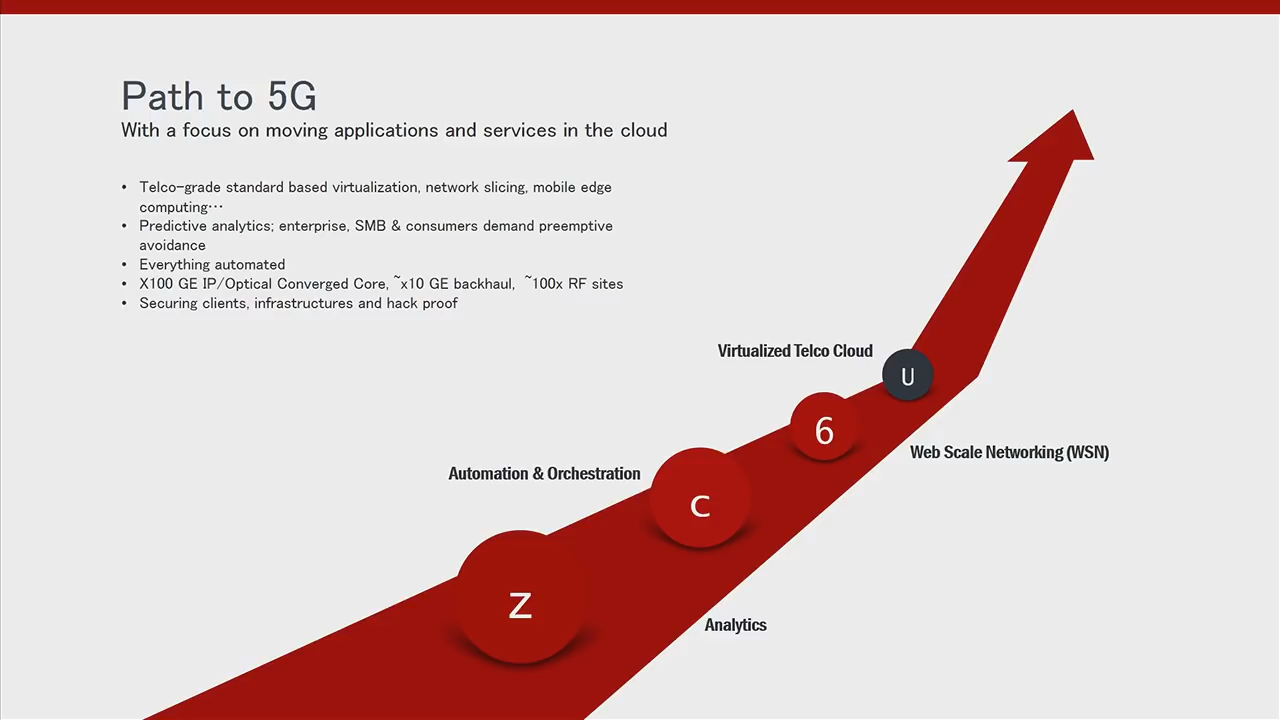 Path to 5G
With a focus on moving applications and services in the cloud
• Telco-grade standard based virtualization, network slicing, mobile edge
computing…
• Predictive analytics; enterprise, SMB & consumers demand preemptive
avoidance
• Everything automated
• X100 GE IP/Optical Converged Core, ~x10 GE backhaul, ~100x RF sites
• Securing clients, infrastructures and hack proof
Virtualized Telco Cloud
U
6
Web Scale Networking (WSN)
Automation & Orchestration
c
z
Analytics